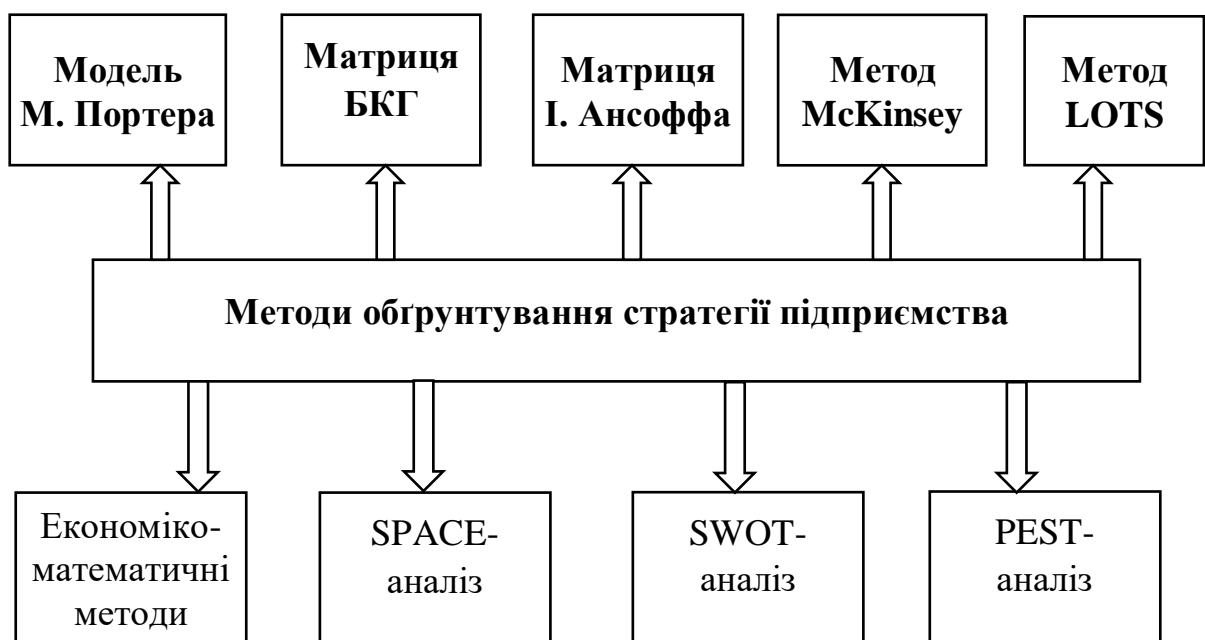 Модель
М. Портера
Матриця
БКГ
Матриця
І. Ансоффа
Метод
McKinsey
Метод
LOTS
Методи обґрунтування стратегії підприємства
Економіко-
математичні
методи
SPACE-
аналіз
SWOT-
аналіз
PEST-
аналіз